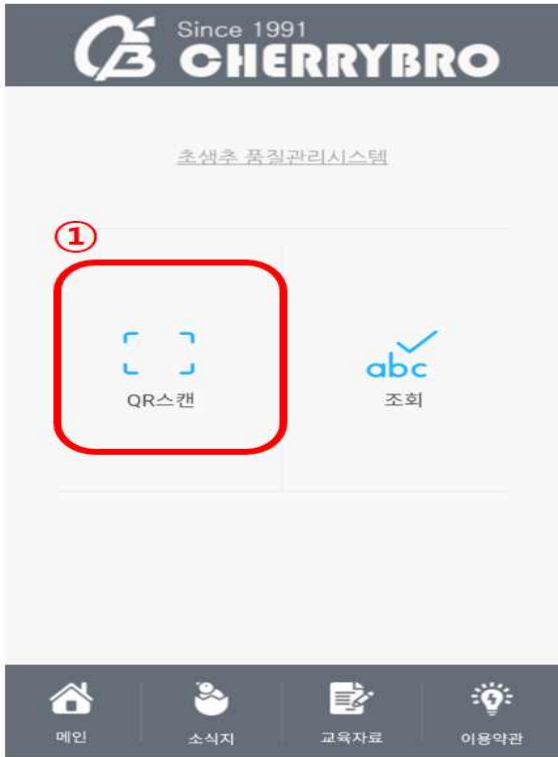 Since 1991
CHERRYBRO
초생추 품질관리시스템
①
QR스캔
abc
조회
메인
소식지
교육자료
이용약관